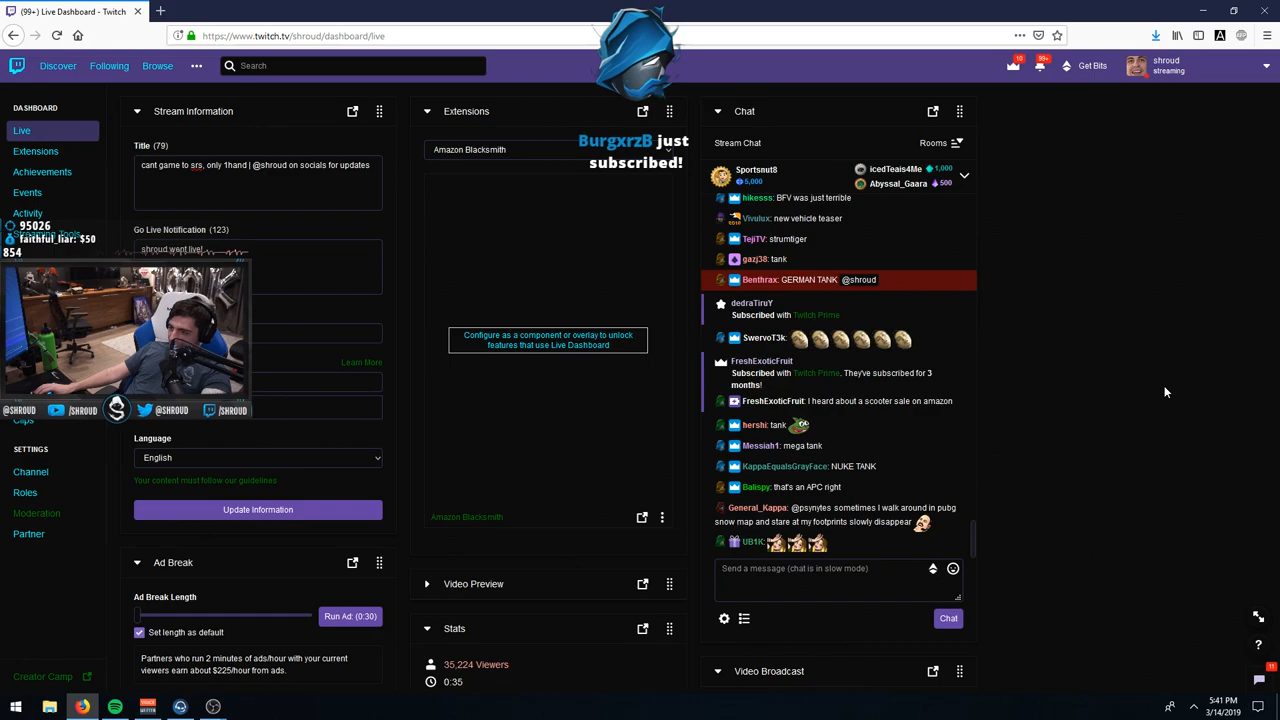 (99+) Live Dashboard - Twitch
https://www.twitch.tv/shroud/dashboard/live
Discover
Following
Browse
Search
10
99+
Get Bits
shroud
streaming
DASHBOARD
Live
Extensions
Achievements
Events
Activity
Streaming Tools
95026
faithful_liar: $50
854
Clips
SETTINGS
Channel
Roles
Moderation
Partner
Creator Camp
Stream Information
Title (79)
cant game to srs, only 1hand | @shroud on socials for updates
Go Live Notification (123)
shroud went live!
Learn More
@SHROUD
/SHROUD
@SHROUD
/SHROUD
Language
English
Your content must follow our guidelines
Update Information
Ad Break
Ad Break Length
Run Ad: (0:30)
Set length as default
Partners who run 2 minutes of ads/hour with your current
viewers earn about $225/hour from ads.
Extensions
Amazon Blacksmith
BurgxrzB just
subscribed!
Configure as a component or overlay to unlock
features that use Live Dashboard
Amazon Blacksmith
Video Preview
Stats
35,224 Viewers
0:35
Chat
Stream Chat
Rooms
Sportsnut8
5,000
icedTeais4Me 1,000
Abyssal_Gaara 500
hikesss: BFV was just terrible
Vivulux: new vehicle teaser
TejiTV: strumtiger
gazj38: tank
Benthrax: GERMAN TANK @shroud
dedraTiruY
Subscribed with Twitch Prime
SwervoT3k:
FreshExoticFruit
Subscribed with Twitch Prime. They've subscribed for 3
months!
FreshExoticFruit: I heard about a scooter sale on amazon
hershi: tank
Messiah1: mega tank
KappaEqualsGrayFace: NUKE TANK
Balispy: that's an APC right
General_Kappa: @psynytes sometimes I walk around in pubg
snow map and stare at my footprints slowly disappear
UB1K:
Send a message (chat is in slow mode)
Chat
Video Broadcast
?
11
5:41 PM
3/14/2019